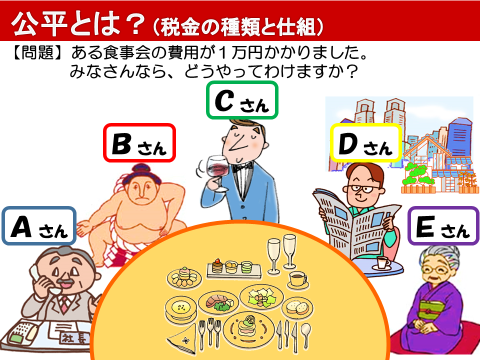 公平とは?(税金の種類と仕組)
【問題】ある食事会の費用が1万円かかりました。
みなさんなら、どうやってわけますか?
Cさん
Bさん
Dさん
Aさん
Eさん
社長